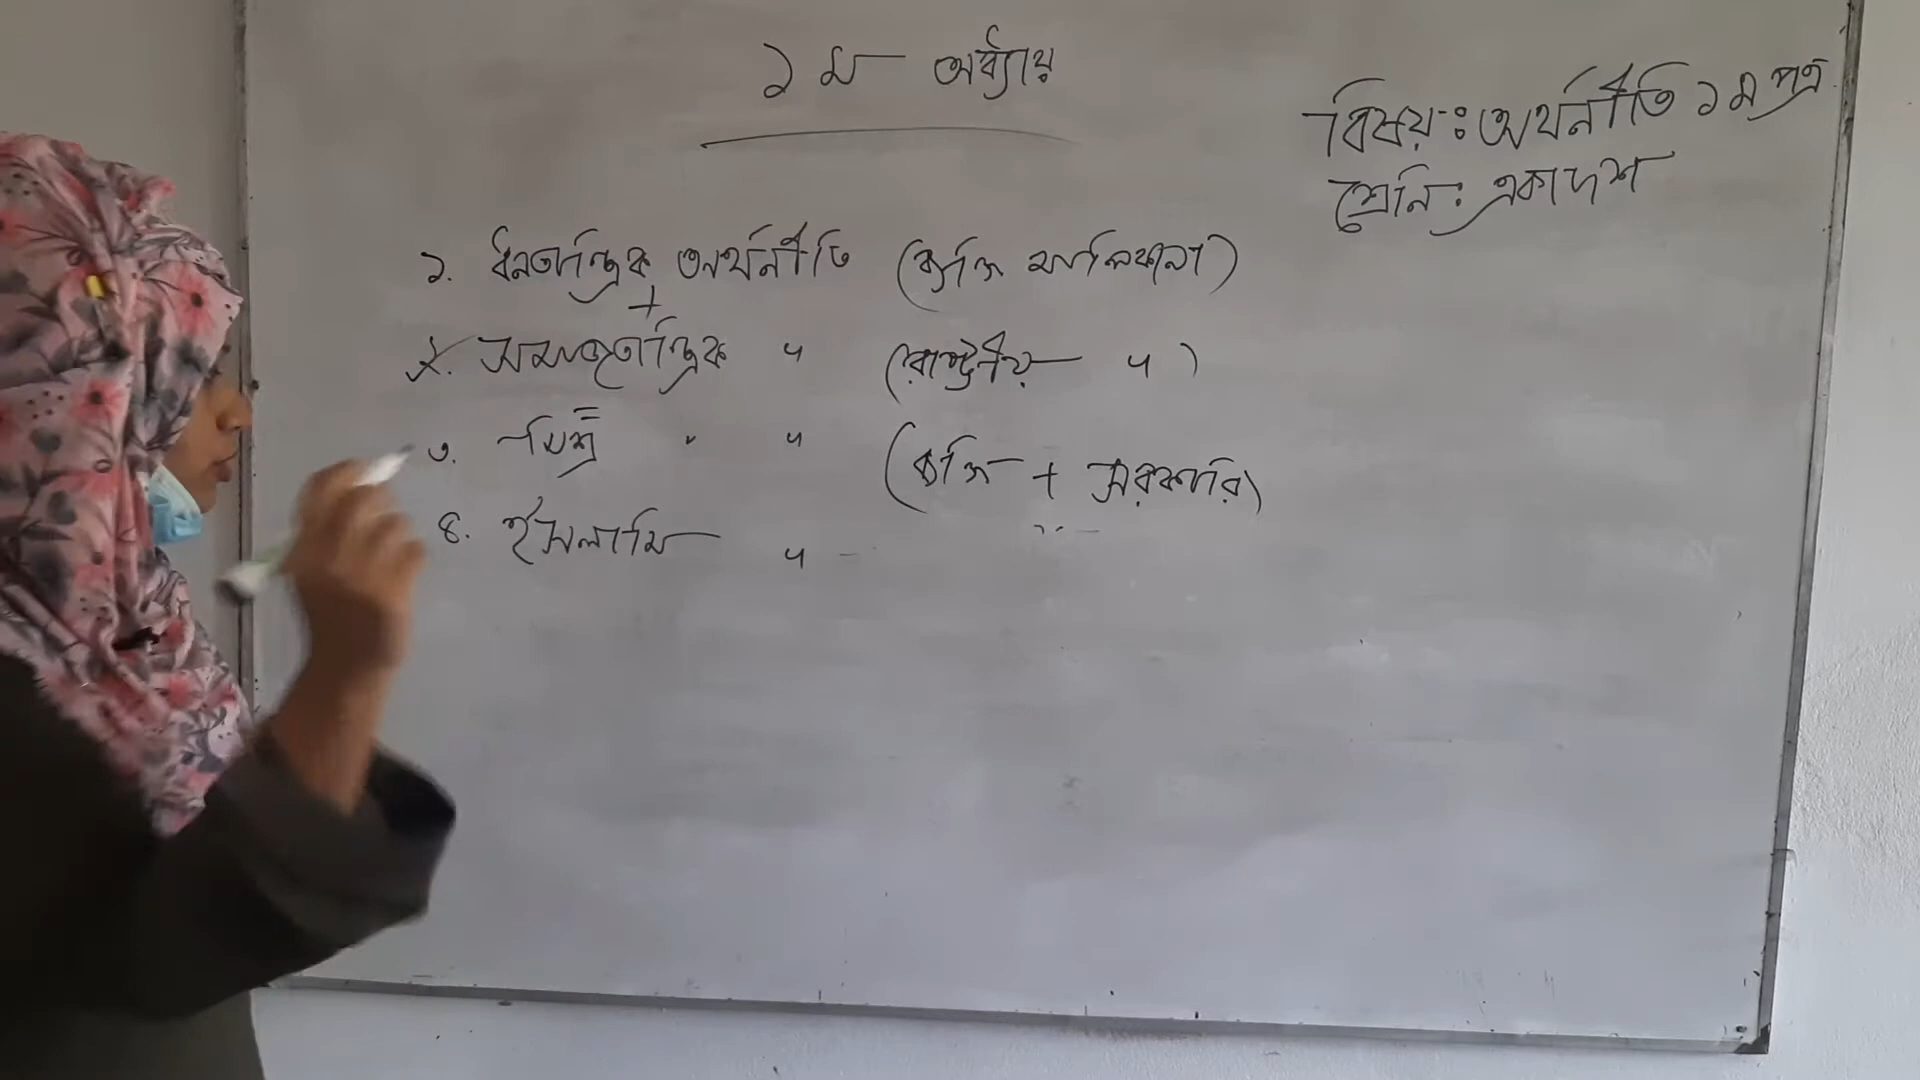 ১ম অধ্যায়
বিষয়ঃ অর্থনীতি ১ম পত্র
শ্রেনি: একাদশ
১. ধনতান্ত্রিক অর্থনীতি (ব্যক্তি মালিকানা)
+
২. সমাজতান্ত্রিক " (রাষ্ট্রীয় " )
=
৩. মিশ্র " " (ব্যক্তি + সরকারি)
৪. ইসলামি "